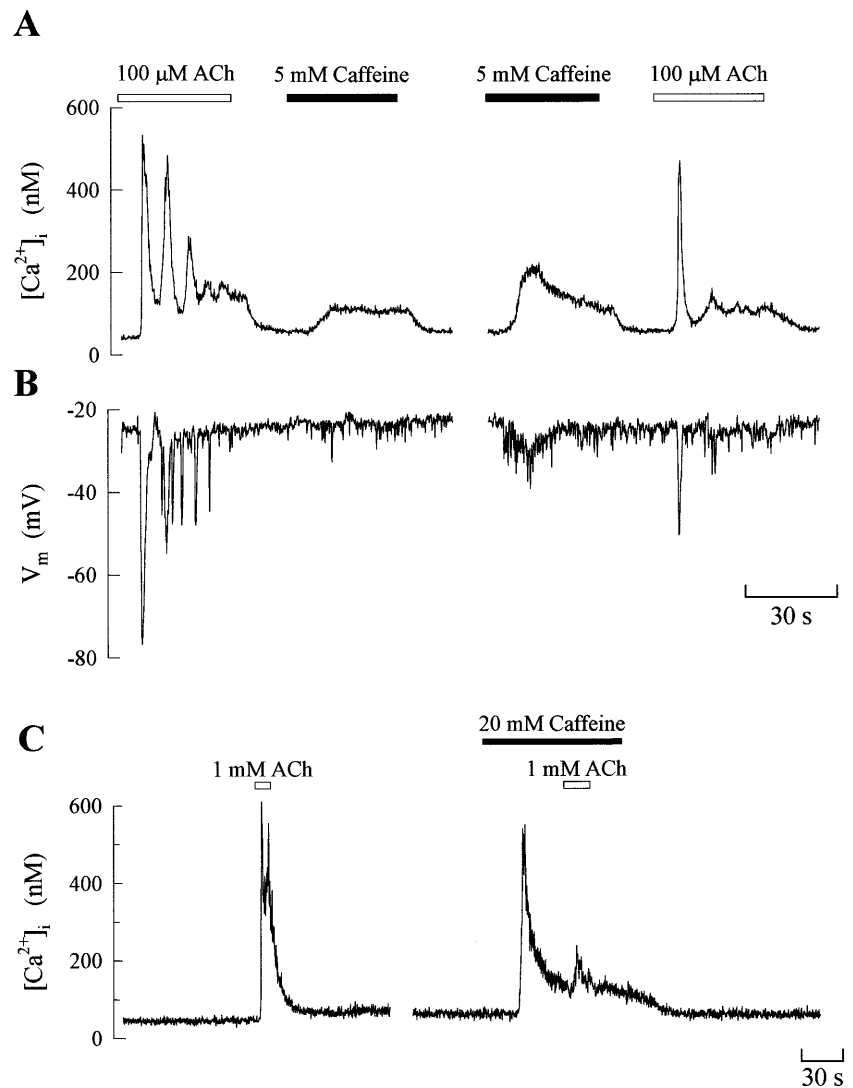 A
100 μM ACh 5 mM Caffeine 5 mM Caffeine 100 μM ACh
600
400
200
0
[Ca²⁺]ᵢ (nM)
B
-20
-40
-60
-80
Vₘ (mV)
30 s
C
20 mM Caffeine
1 mM ACh 1 mM ACh
600
400
200
0
[Ca²⁺]ᵢ (nM)
30 s